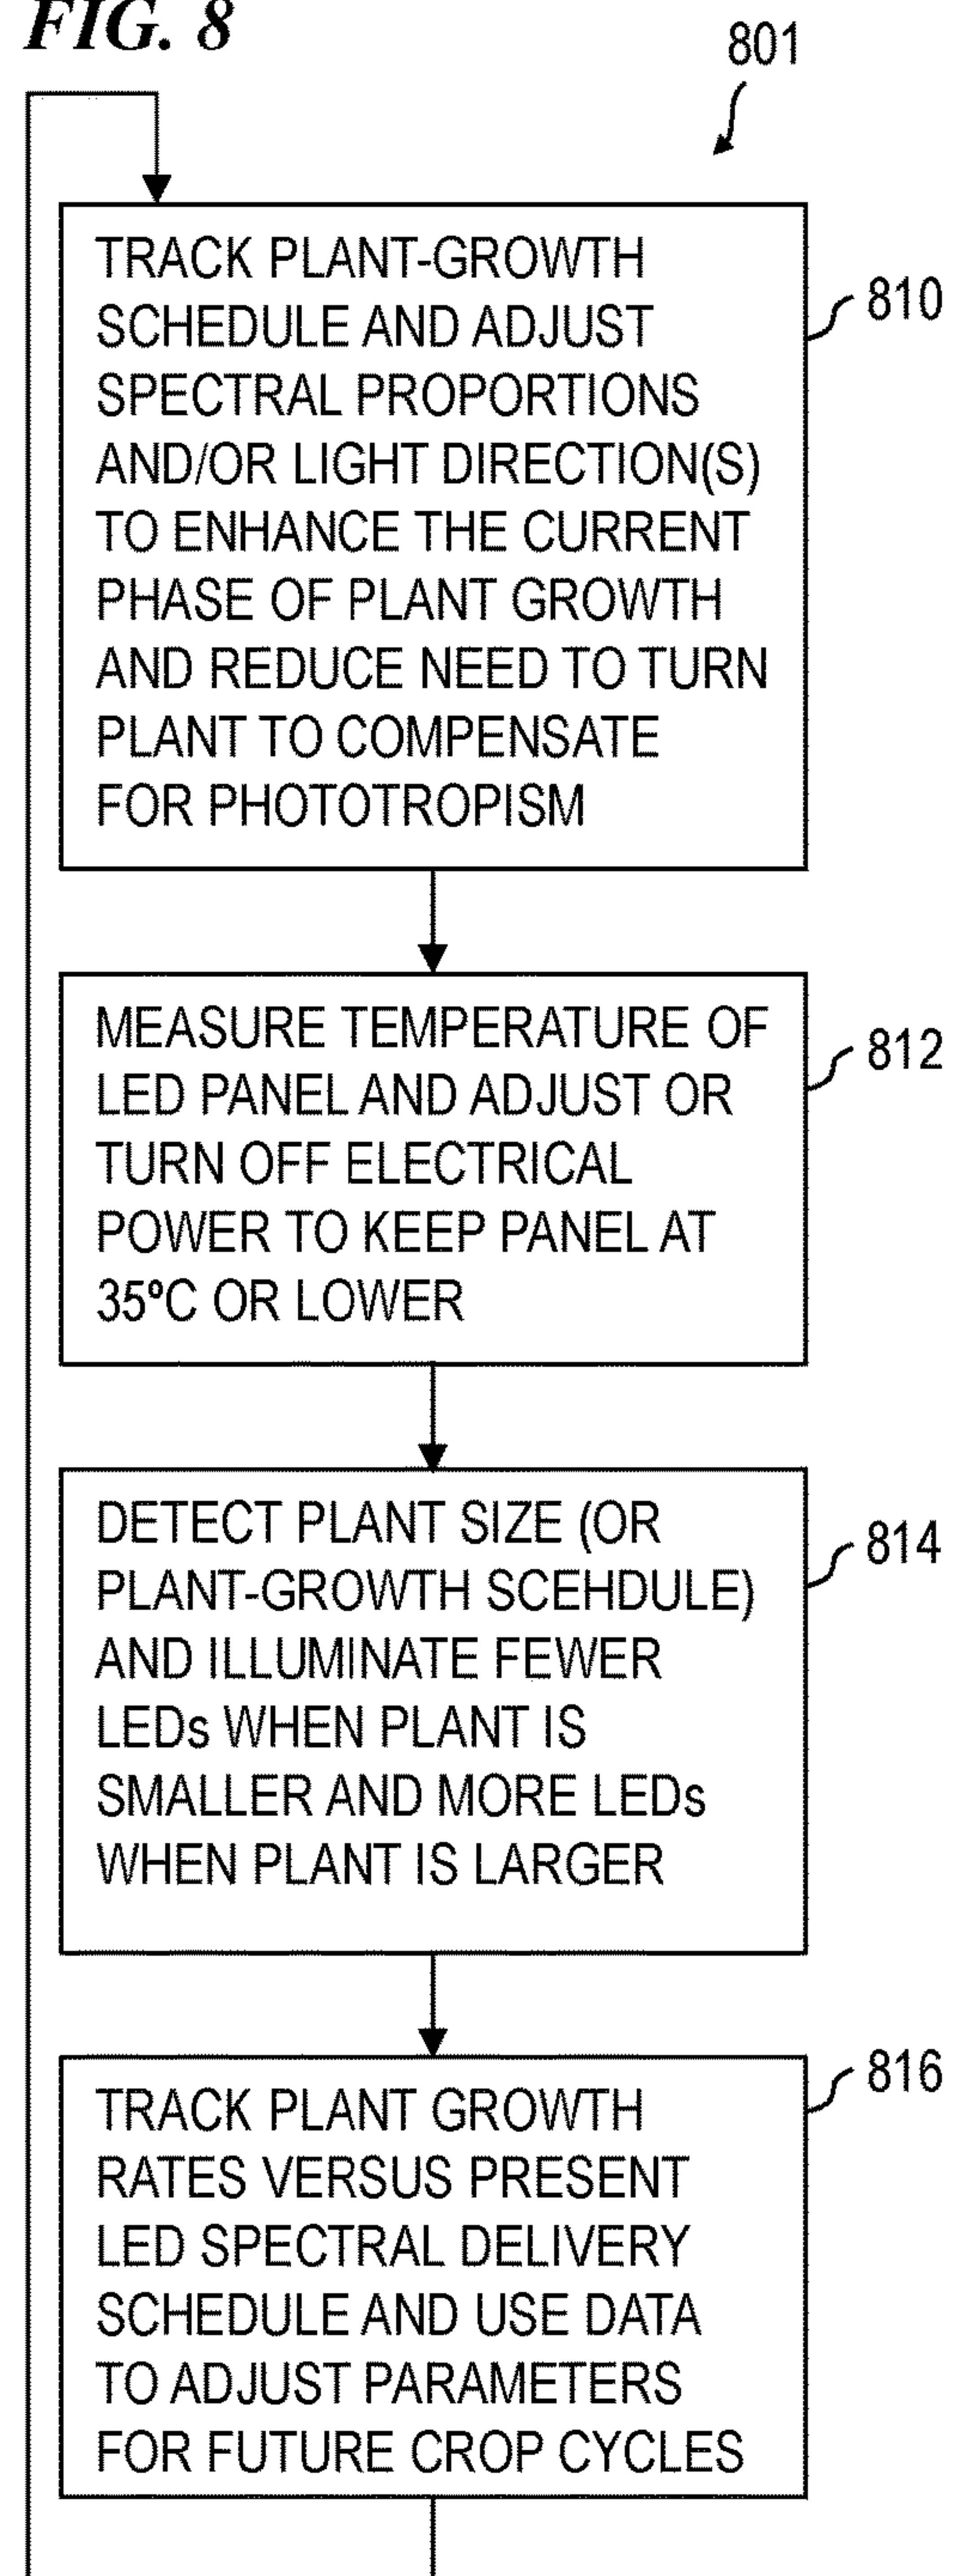 FIG. 8
801
TRACK PLANT-GROWTH
SCHEDULE AND ADJUST
SPECTRAL PROPORTIONS
AND/OR LIGHT DIRECTION(S)
TO ENHANCE THE CURRENT
PHASE OF PLANT GROWTH
AND REDUCE NEED TO TURN
PLANT TO COMPENSATE
FOR PHOTOTROPISM
810
MEASURE TEMPERATURE OF
LED PANEL AND ADJUST OR
TURN OFF ELECTRICAL
POWER TO KEEP PANEL AT
35ºC OR LOWER
812
DETECT PLANT SIZE (OR
PLANT-GROWTH SCEHDULE)
AND ILLUMINATE FEWER
LEDs WHEN PLANT IS
SMALLER AND MORE LEDs
WHEN PLANT IS LARGER
814
TRACK PLANT GROWTH
RATES VERSUS PRESENT
LED SPECTRAL DELIVERY
SCHEDULE AND USE DATA
TO ADJUST PARAMETERS
FOR FUTURE CROP CYCLES
816